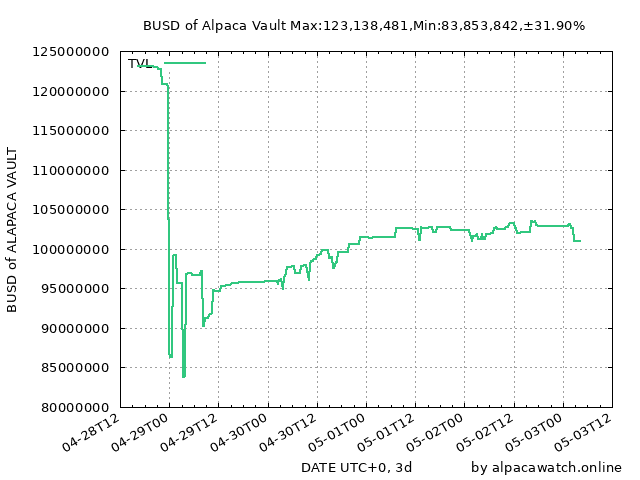 BUSD of Alpaca Vault Max:123,138,481,Min:83,853,842,±31.90%
125000000
TVL
120000000
115000000
110000000
105000000
100000000
95000000
90000000
85000000
80000000
BUSD of ALAPACA VAULT
04-28T12
04-29T00
04-29T12
04-30T00
04-30T12
05-01T00
05-01T12
05-02T00
05-02T12
05-03T00
05-03T12
DATE UTC+0, 3d
by alpacawatch.online